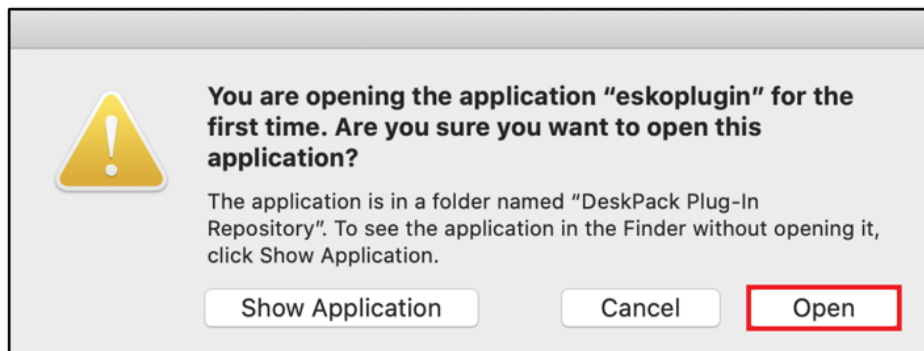 You are opening the application “eskoplugin” for the
first time. Are you sure you want to open this
application?
The application is in a folder named “DeskPack Plug-In
Repository”. To see the application in the Finder without opening it,
click Show Application.
Show Application
Cancel
Open